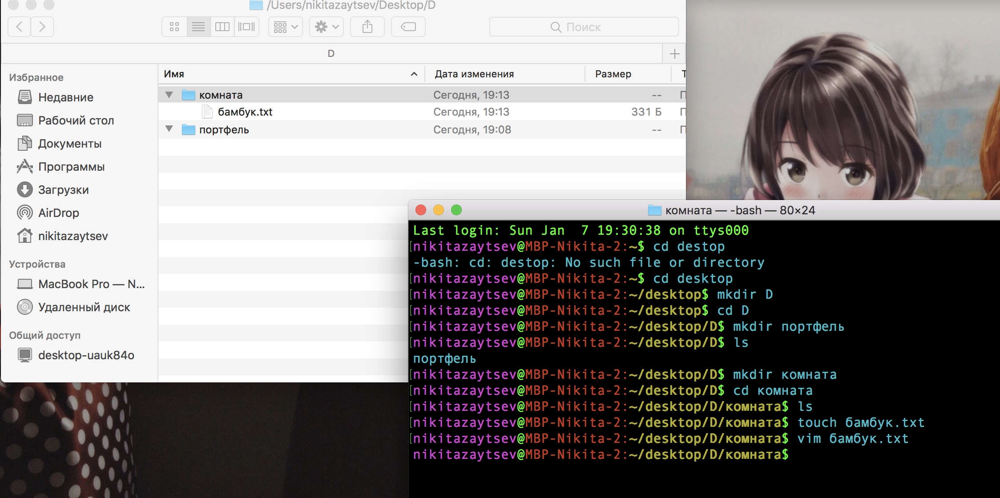 /Users/nikitazaytsev/Desktop/D
Поиск
D
Избранное
Недавние
Рабочий стол
Документы
Программы
Загрузки
AirDrop
nikitazaytsev
Устройства
MacBook Pro — N...
Удаленный диск
Общий доступ
desktop-uauk84o
Имя Дата изменения Размер Т
комната Сегодня, 19:13 -- П
бамбук.txt Сегодня, 19:13 331 Б П
портфель Сегодня, 19:08 -- П
комната — -bash — 80×24
Last login: Sun Jan  7 19:30:38 on ttys000
[nikitazaytsev@MBP-Nikita-2:~$ cd destop
-bash: cd: destop: No such file or directory
[nikitazaytsev@MBP-Nikita-2:~$ cd desktop
[nikitazaytsev@MBP-Nikita-2:~/desktop$ mkdir D
[nikitazaytsev@MBP-Nikita-2:~/desktop$ cd D
[nikitazaytsev@MBP-Nikita-2:~/desktop/D$ mkdir портфель
[nikitazaytsev@MBP-Nikita-2:~/desktop/D$ ls
портфель
[nikitazaytsev@MBP-Nikita-2:~/desktop/D$ mkdir комната
[nikitazaytsev@MBP-Nikita-2:~/desktop/D$ cd комната
[nikitazaytsev@MBP-Nikita-2:~/desktop/D/комната$ ls
[nikitazaytsev@MBP-Nikita-2:~/desktop/D/комната$ touch бамбук.txt
[nikitazaytsev@MBP-Nikita-2:~/desktop/D/комната$ vim бамбук.txt
nikitazaytsev@MBP-Nikita-2:~/desktop/D/комната$